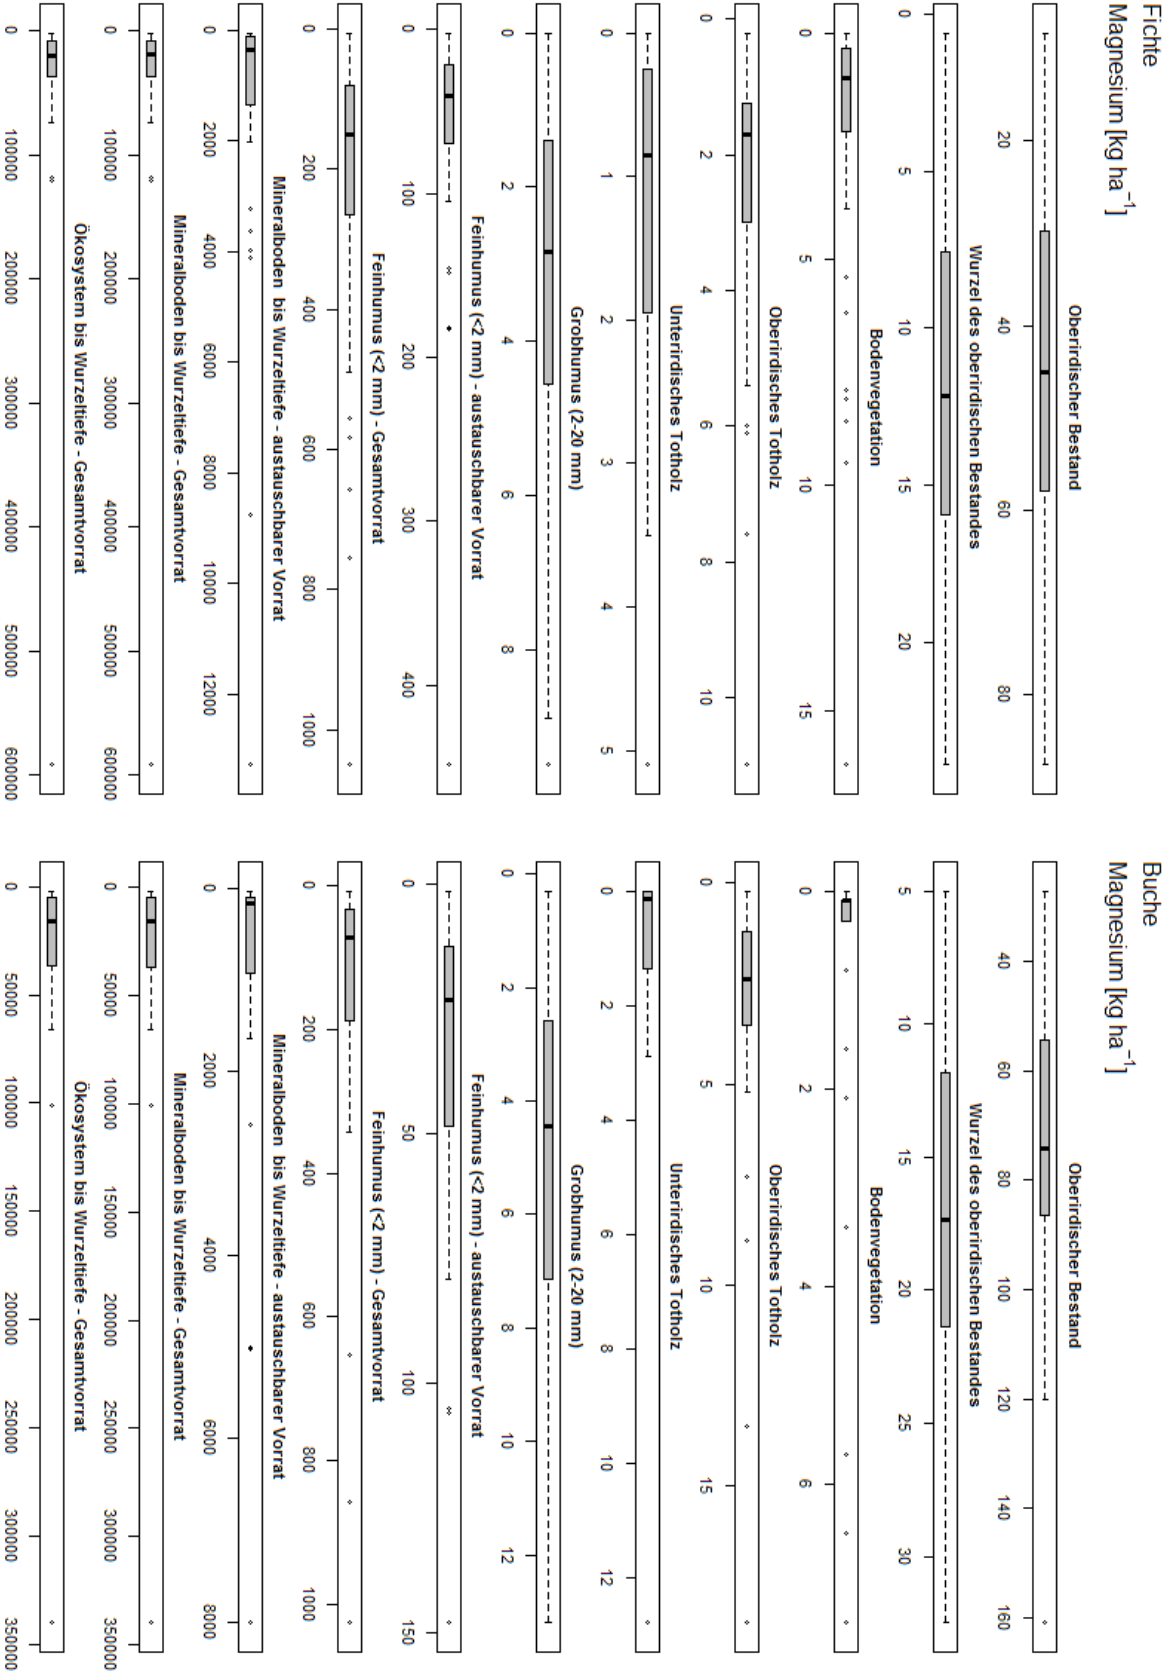 Fichte
Magnesium [kg ha⁻¹]
Oberirdischer Bestand
20 40 60 80
Wurzel des oberirdischen Bestandes
0 5 10 15 20
Bodenvegetation
0 5 10 15
Oberirdisches Totholz
0 2 4 6 8 10
Unterirdisches Totholz
0 1 2 3 4 5
Grobhumus (2-20 mm)
0 2 4 6 8
Feinhumus (<2 mm) - austauschbarer Vorrat
0 100 200 300 400
Feinhumus (<2 mm) - Gesamtvorrat
0 200 400 600 800 1000
Mineralboden bis Wurzeltiefe - austauschbarer Vorrat
0 2000 4000 6000 8000 10000 12000
Mineralboden bis Wurzeltiefe - Gesamtvorrat
0 100000 200000 300000 400000 500000 600000
Ökosystem bis Wurzeltiefe - Gesamtvorrat
0 100000 200000 300000 400000 500000 600000
Buche
Magnesium [kg ha⁻¹]
Oberirdischer Bestand
40 60 80 100 120 140 160
Wurzel des oberirdischen Bestandes
5 10 15 20 25 30
Bodenvegetation
0 2 4 6
Oberirdisches Totholz
0 5 10 15
Unterirdisches Totholz
0 2 4 6 8 10 12
Grobhumus (2-20 mm)
0 2 4 6 8 10 12
Feinhumus (<2 mm) - austauschbarer Vorrat
0 50 100 150
Feinhumus (<2 mm) - Gesamtvorrat
0 200 400 600 800 1000
Mineralboden bis Wurzeltiefe - austauschbarer Vorrat
0 2000 4000 6000 8000
Mineralboden bis Wurzeltiefe - Gesamtvorrat
0 50000 100000 150000 200000 250000 300000 350000
Ökosystem bis Wurzeltiefe - Gesamtvorrat
0 50000 100000 150000 200000 250000 300000 350000